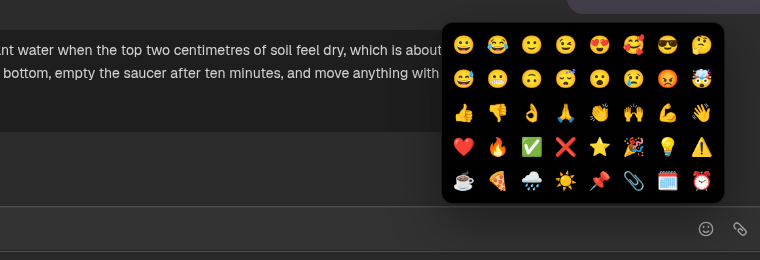 water when the top two centimetres of soil feel dry, which is about
bottom, empty the saucer after ten minutes, and move anything with